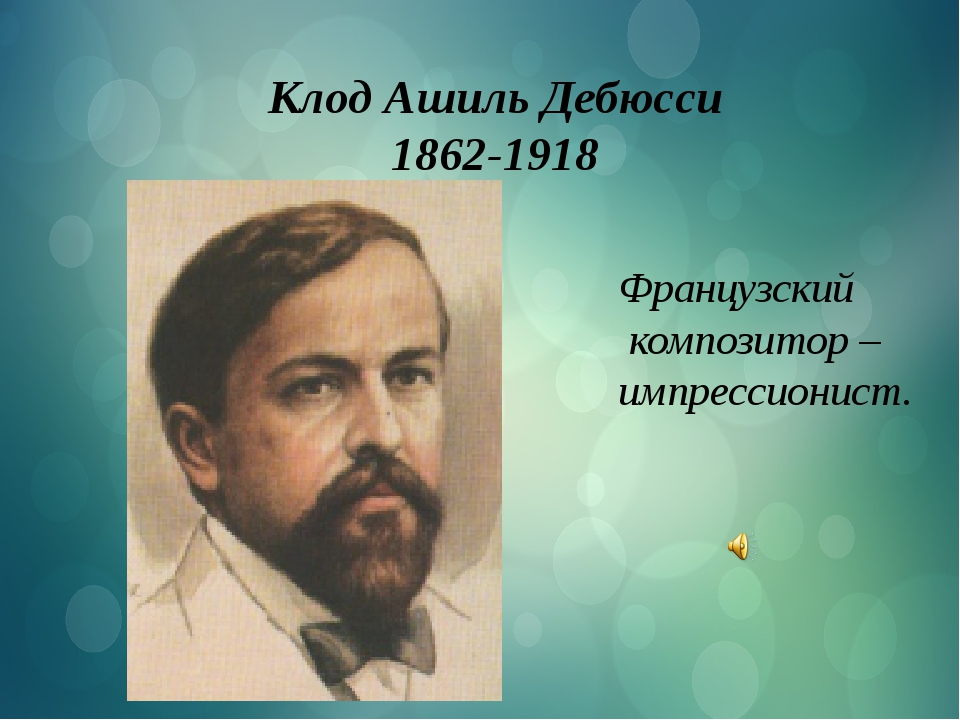 Клод Ашиль Дебюсси
1862-1918
Французский
композитор –
импрессионист.